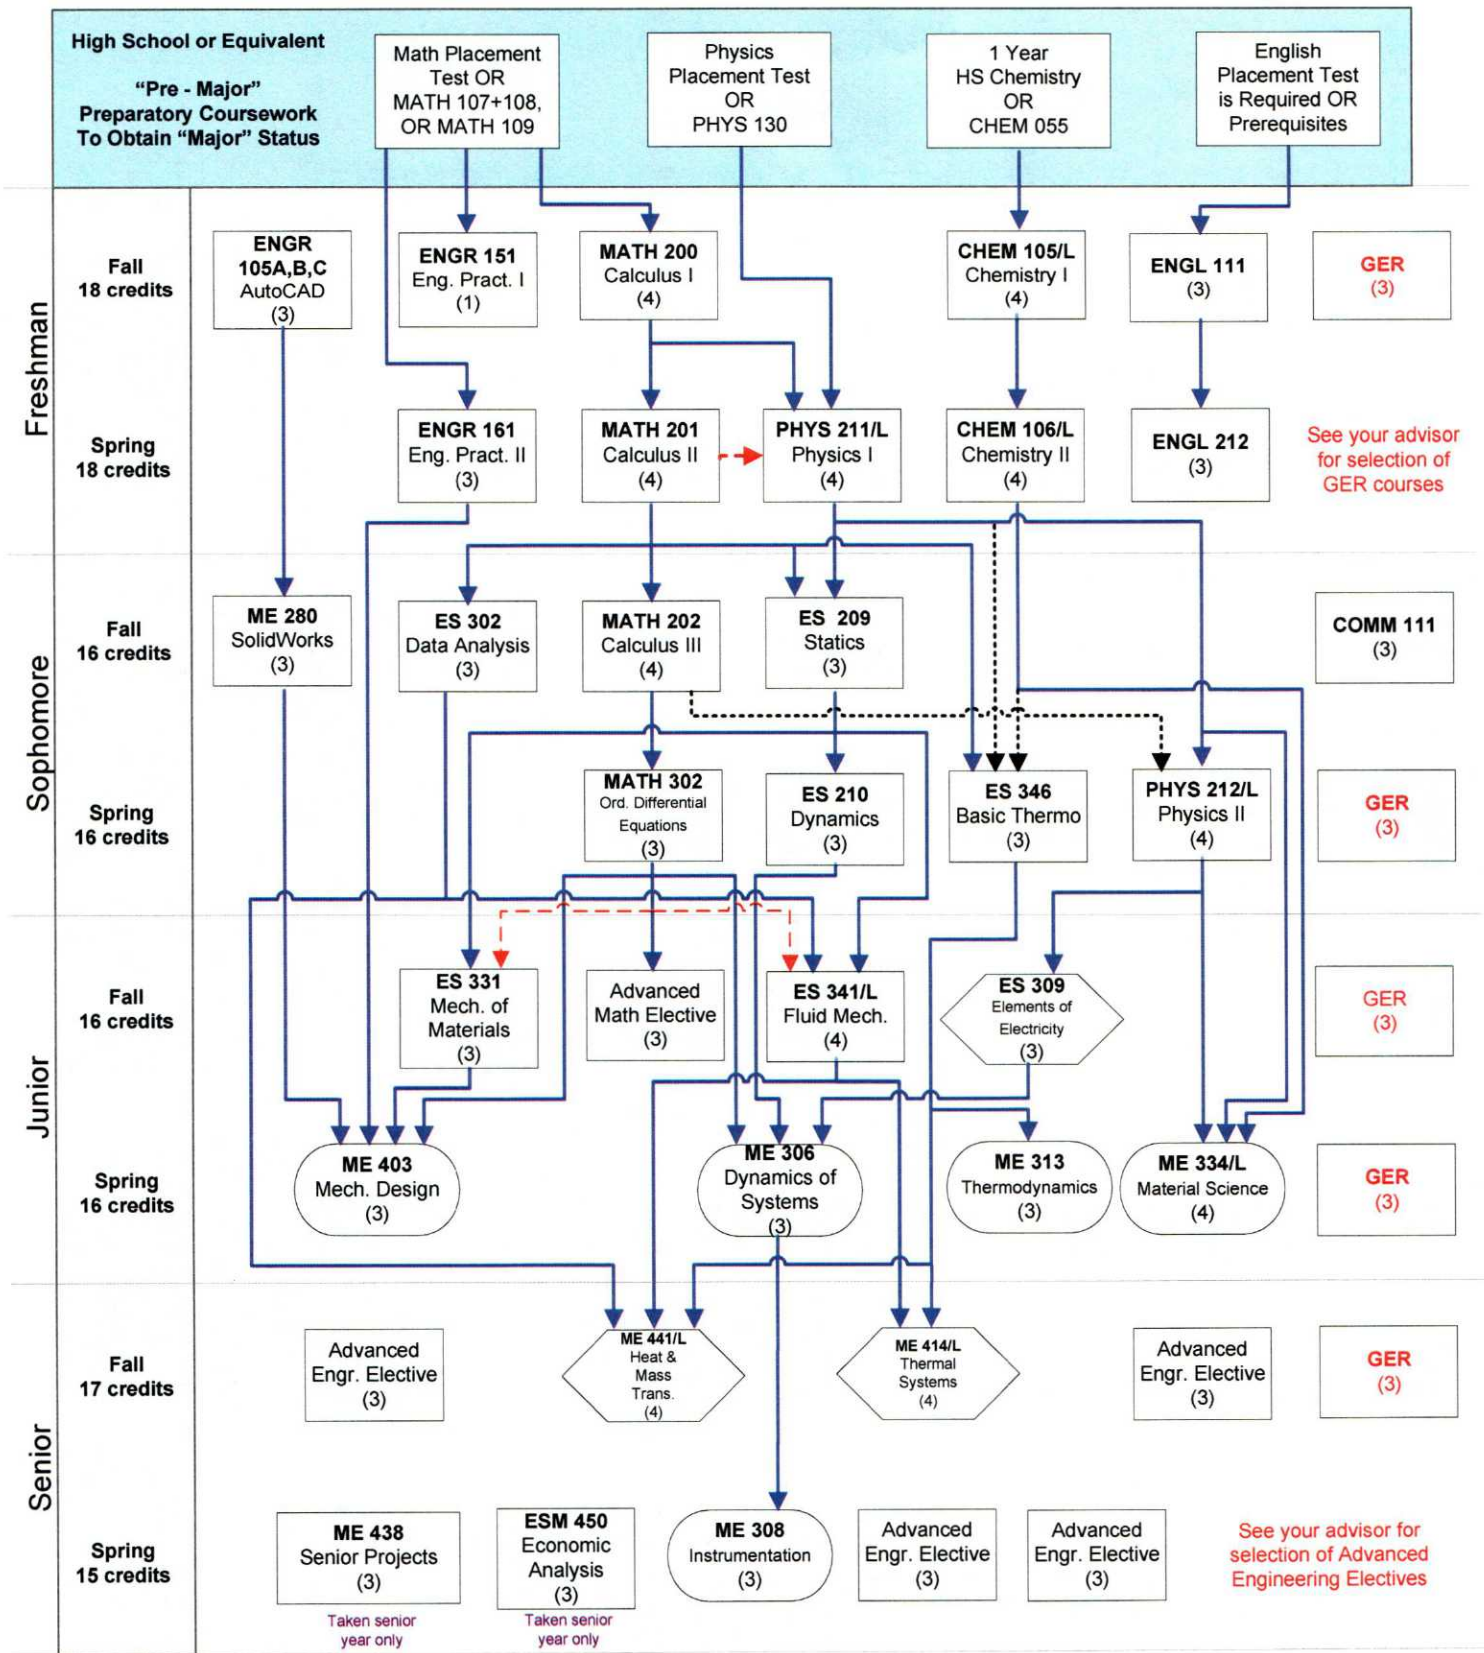 High School or Equivalent
“Pre - Major”
Preparatory Coursework
To Obtain “Major” Status
Math Placement
Test OR
MATH 107+108,
OR MATH 109
Physics
Placement Test
OR
PHYS 130
1 Year
HS Chemistry
OR
CHEM 055
English
Placement Test
is Required OR
Prerequisites
Freshman
Fall
18 credits
ENGR
105A,B,C
AutoCAD
(3)
ENGR 151
Eng. Pract. I
(1)
MATH 200
Calculus I
(4)
CHEM 105/L
Chemistry I
(4)
ENGL 111
(3)
GER
(3)
Spring
18 credits
ENGR 161
Eng. Pract. II
(3)
MATH 201
Calculus II
(4)
PHYS 211/L
Physics I
(4)
CHEM 106/L
Chemistry II
(4)
ENGL 212
(3)
See your advisor
for selection of
GER courses
Sophomore
Fall
16 credits
ME 280
SolidWorks
(3)
ES 302
Data Analysis
(3)
MATH 202
Calculus III
(4)
ES 209
Statics
(3)
COMM 111
(3)
Spring
16 credits
MATH 302
Ord. Differential
Equations
(3)
ES 210
Dynamics
(3)
ES 346
Basic Thermo
(3)
PHYS 212/L
Physics II
(4)
GER
(3)
Junior
Fall
16 credits
ES 331
Mech. of
Materials
(3)
Advanced
Math Elective
(3)
ES 341/L
Fluid Mech.
(4)
ES 309
Elements of
Electricity
(3)
GER
(3)
Spring
16 credits
ME 403
Mech. Design
(3)
ME 306
Dynamics of
Systems
(3)
ME 313
Thermodynamics
(3)
ME 334/L
Material Science
(4)
GER
(3)
Senior
Fall
17 credits
Advanced
Engr. Elective
(3)
ME 441/L
Heat &
Mass
Trans.
(4)
ME 414/L
Thermal
Systems
(4)
Advanced
Engr. Elective
(3)
GER
(3)
Spring
15 credits
ME 438
Senior Projects
(3)
Taken senior
year only
ESM 450
Economic
Analysis
(3)
Taken senior
year only
ME 308
Instrumentation
(3)
Advanced
Engr. Elective
(3)
Advanced
Engr. Elective
(3)
See your advisor for
selection of Advanced
Engineering Electives